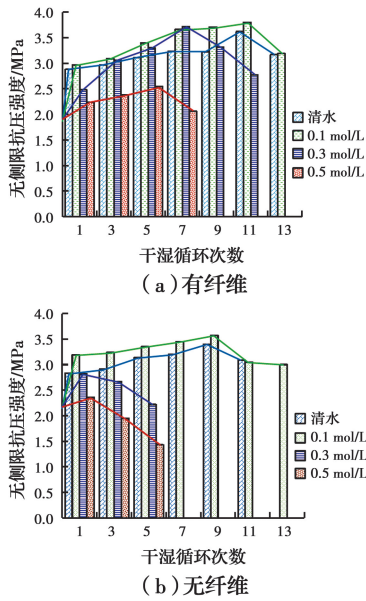 无侧限抗压强度/MPa
4.0
3.5
3.0
2.5
2.0
1.5
1.0
0.5
0.0
1 3 5 7 9 11 13
干湿循环次数
清水
0.1 mol/L
0.3 mol/L
0.5 mol/L
(a)有纤维
无侧限抗压强度/MPa
4.0
3.5
3.0
2.5
2.0
1.5
1.0
0.5
0.0
1 3 5 7 9 11 13
干湿循环次数
清水
0.1 mol/L
0.3 mol/L
0.5 mol/L
(b)无纤维